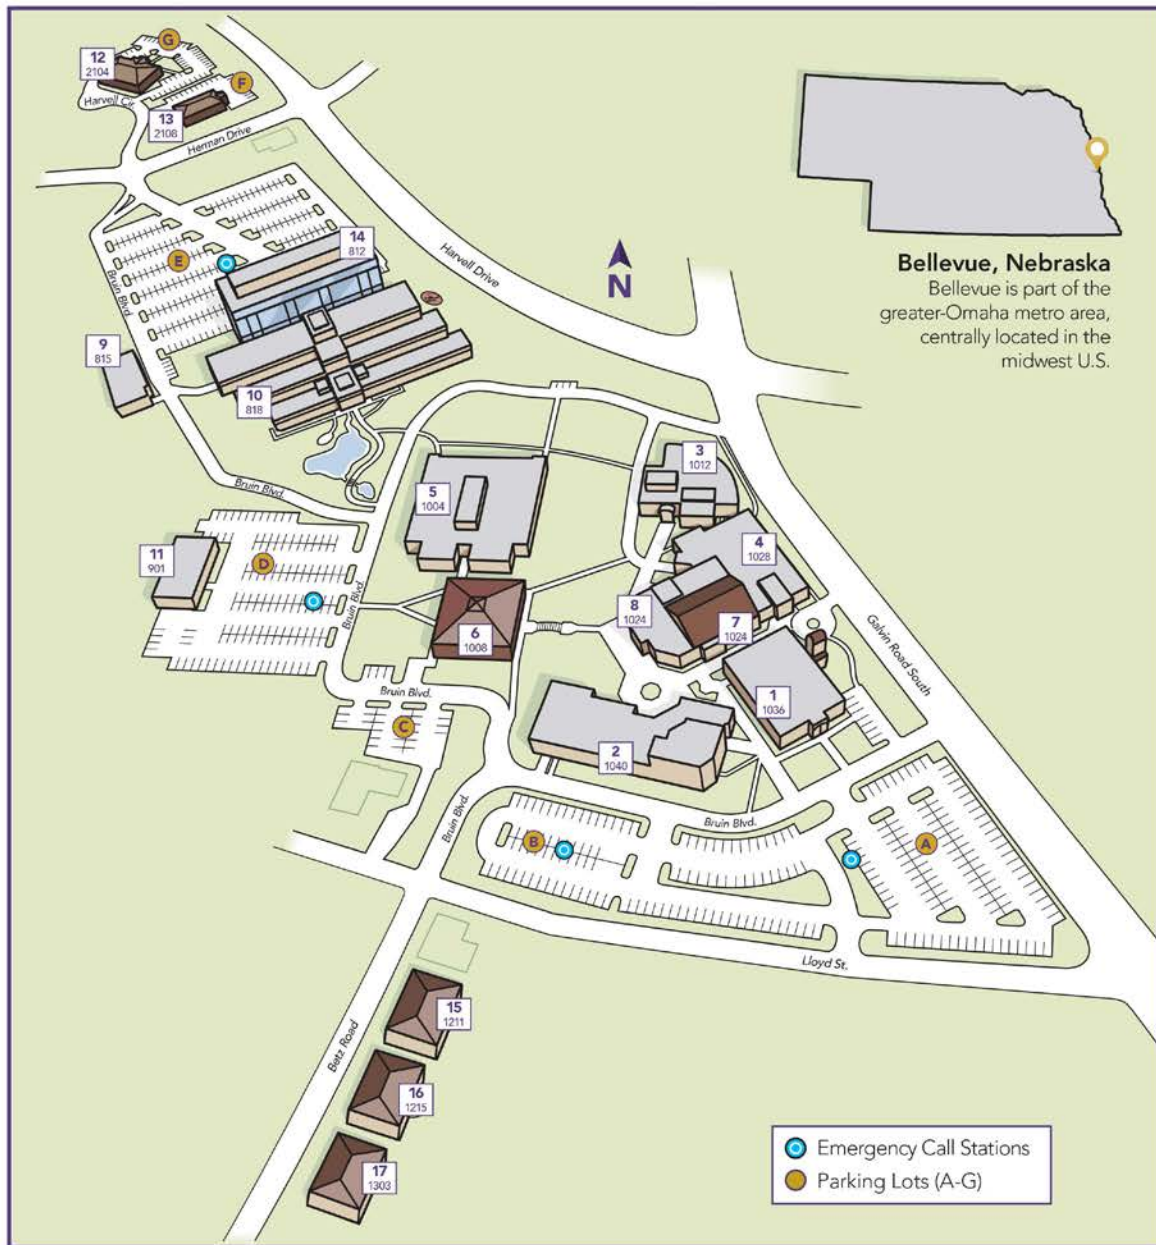 G
12
2104
F
Harvell Cir.
13
2108
Herman Drive
14
812
E
Harvell Drive
N
Bellevue, Nebraska
Bellevue is part of the
greater-Omaha metro area,
centrally located in the
midwest U.S.
Bruin Blvd.
9
815
10
818
3
1012
Bruin Blvd.
5
1004
4
1028
11
901
D
Bruin Blvd.
6
1008
8
1024
7
1024
Galvin Road South
Bruin Blvd.
1
1036
C
2
1040
Bruin Blvd.
Bruin Blvd.
B
A
Lloyd St.
15
1211
Betz Road
16
1215
17
1303
Emergency Call Stations
Parking Lots (A-G)